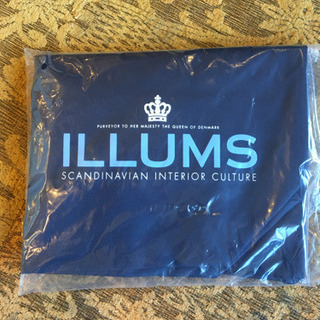 PURVEYOR TO HER MAJESTY THE QUEEN OF DENMARK
ILLUMS
SCANDINAVIAN INTERIOR CULTURE